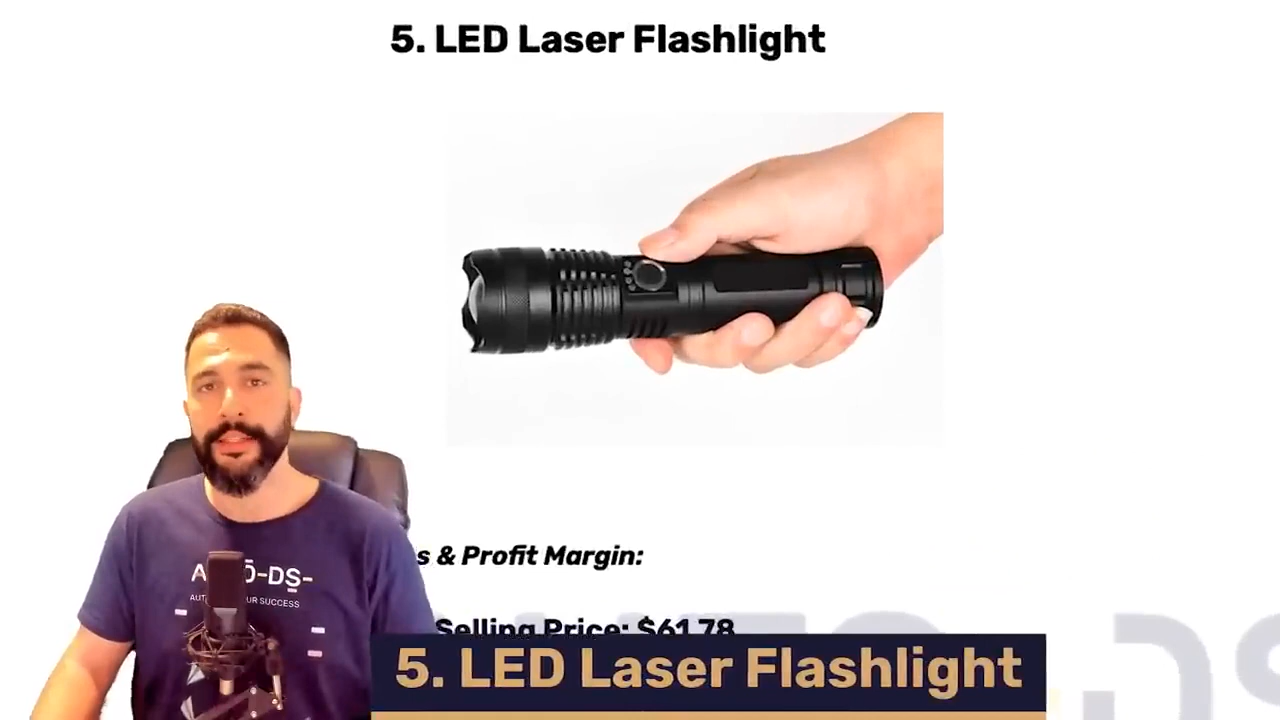 5. LED Laser Flashlight
s & Profit Margin:
Selling Price: $61.78
5. LED Laser Flashlight